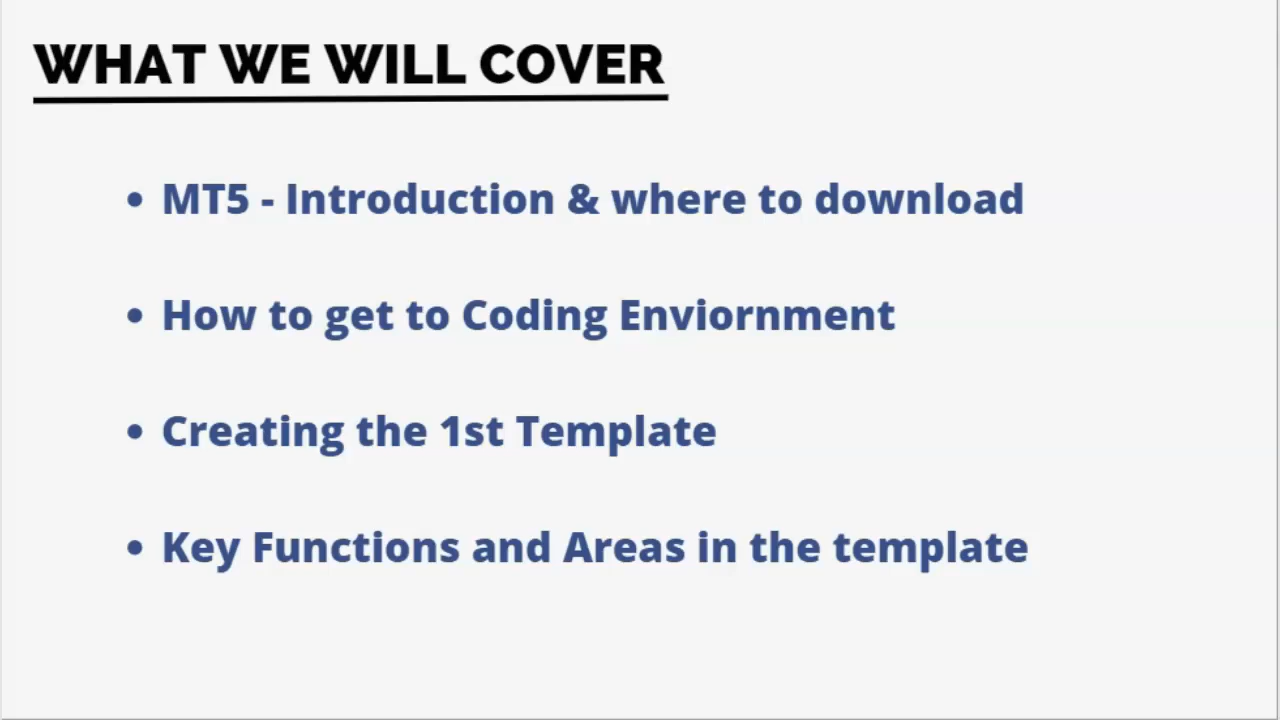 WHAT WE WILL COVER
• MT5 - Introduction & where to download
• How to get to Coding Enviornment
• Creating the 1st Template
• Key Functions and Areas in the template